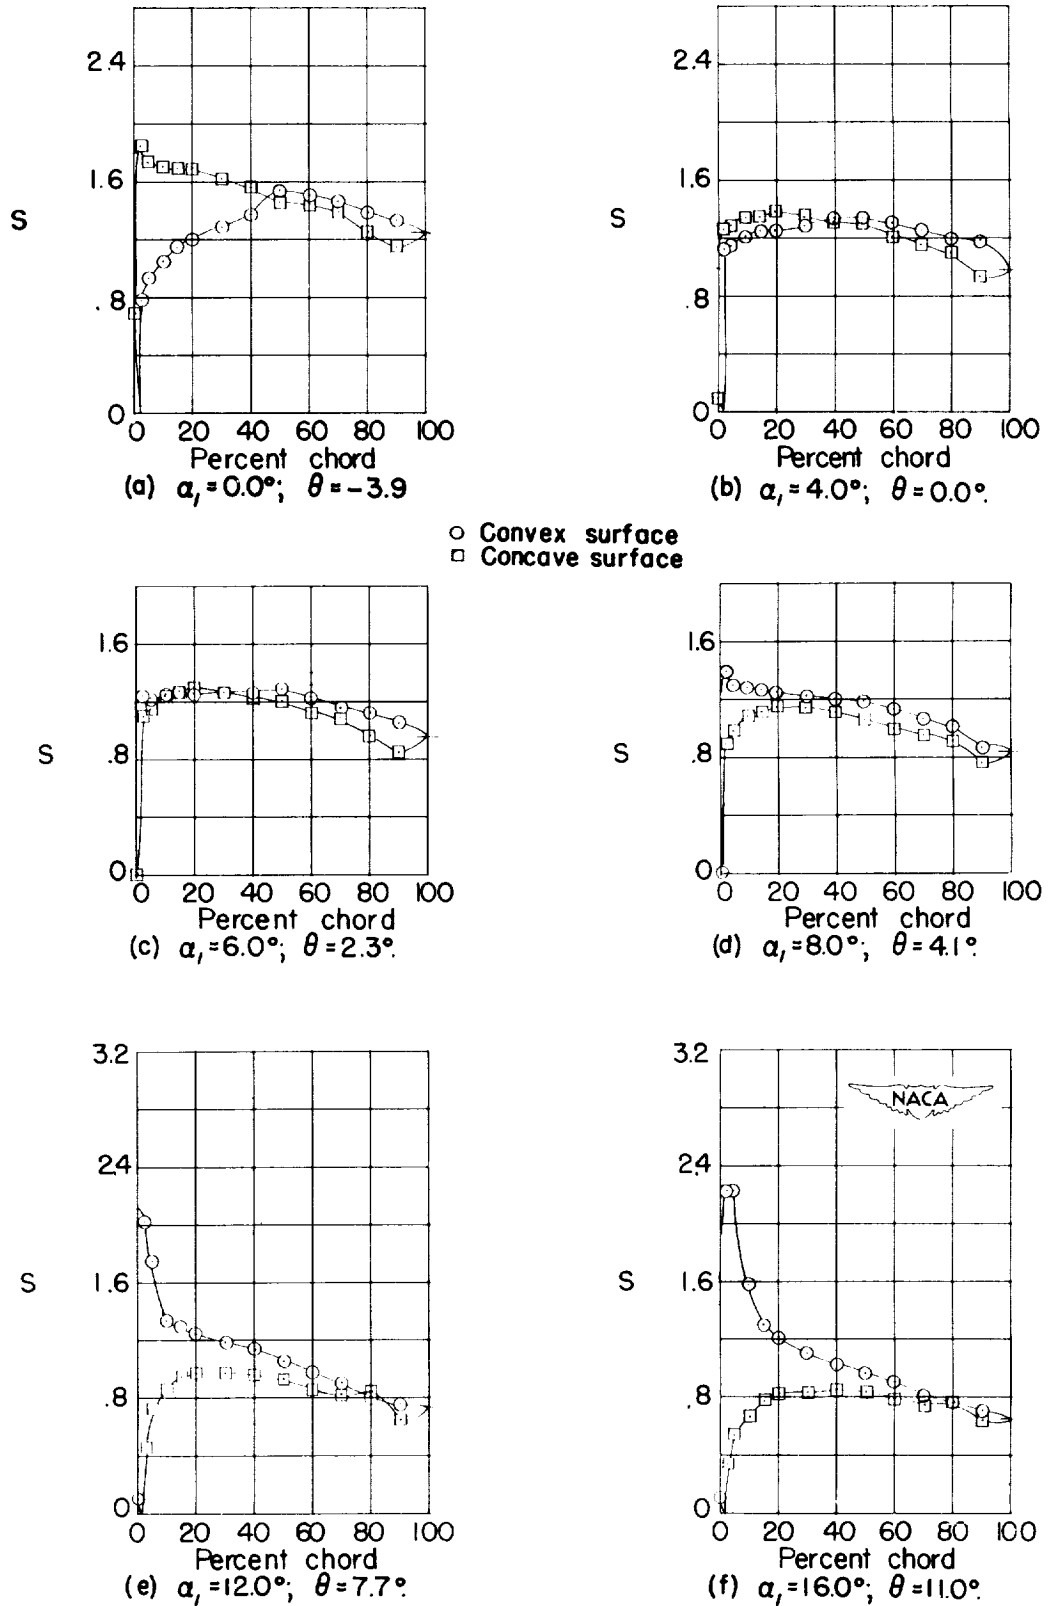 2.4
1.6
S
.8
0
0 20 40 60 80 100
Percent chord
(a) α₁=0.0°; θ=-3.9
2.4
1.6
S
.8
0
0 20 40 60 80 100
Percent chord
(b) α₁=4.0°; θ=0.0°.
Convex surface
Concave surface
1.6
S
.8
0
0 20 40 60 80 100
Percent chord
(c) α₁=6.0°; θ=2.3°.
1.6
S
.8
0
0 20 40 60 80 100
Percent chord
(d) α₁=8.0°; θ=4.1°.
3.2
2.4
1.6
S
.8
0
0 20 40 60 80 100
Percent chord
(e) α₁=12.0°; θ=7.7°.
3.2
NACA
2.4
1.6
S
.8
0
0 20 40 60 80 100
Percent chord
(f) α₁=16.0°; θ=11.0°.